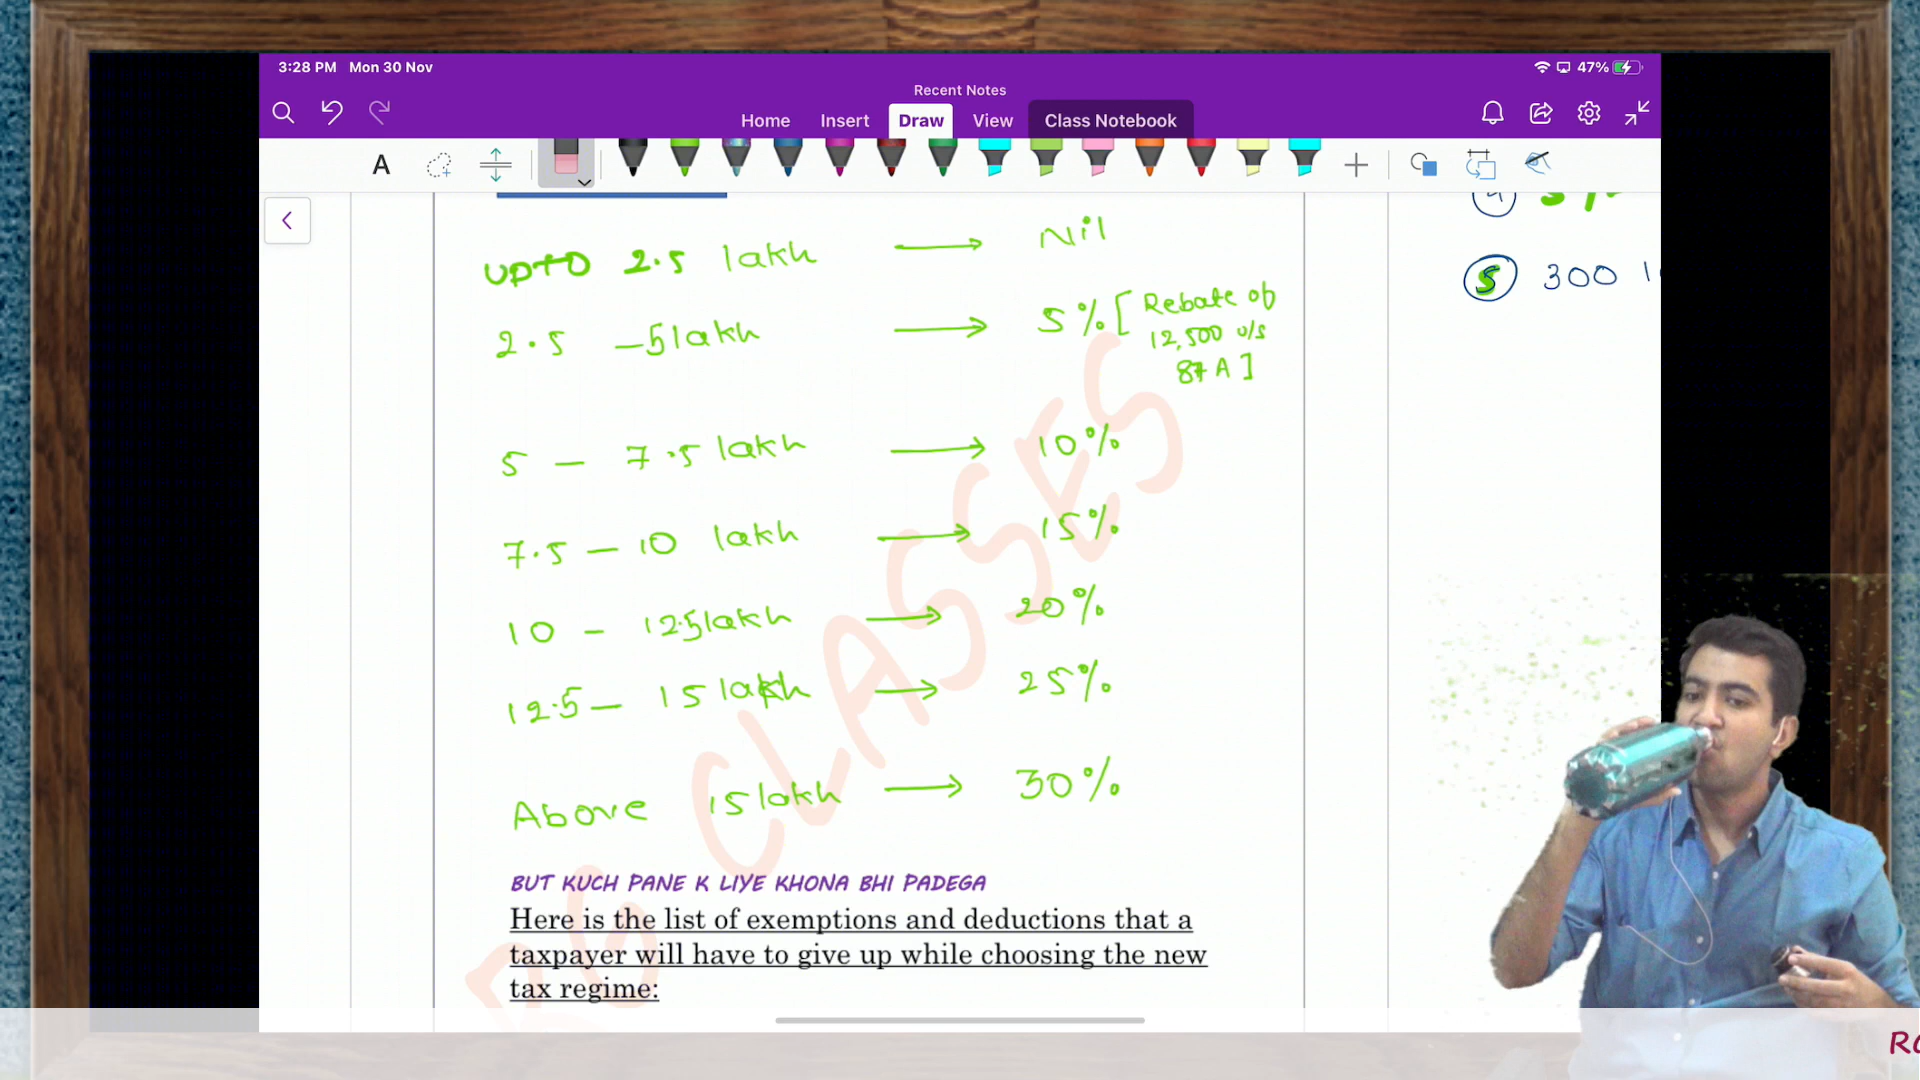 3:28 PM Mon 30 Nov
47%
Recent Notes
Home Insert Draw View Class Notebook
A
UPTO 2.5 lakh → Nil
2.5 – 5 lakh → 5% [Rebate of
12,500 u/s
87A]
5 – 7.5 lakh → 10%
7.5 – 10 lakh → 15%
10 – 12.5 lakh → 20%
12.5 – 15 lakh → 25%
Above 15 lakh → 30%
BUT KUCH PANE K LIYE KHONA BHI PADEGA
Here is the list of exemptions and deductions that a
taxpayer will have to give up while choosing the new
tax regime:
5 300
RG CLASSES